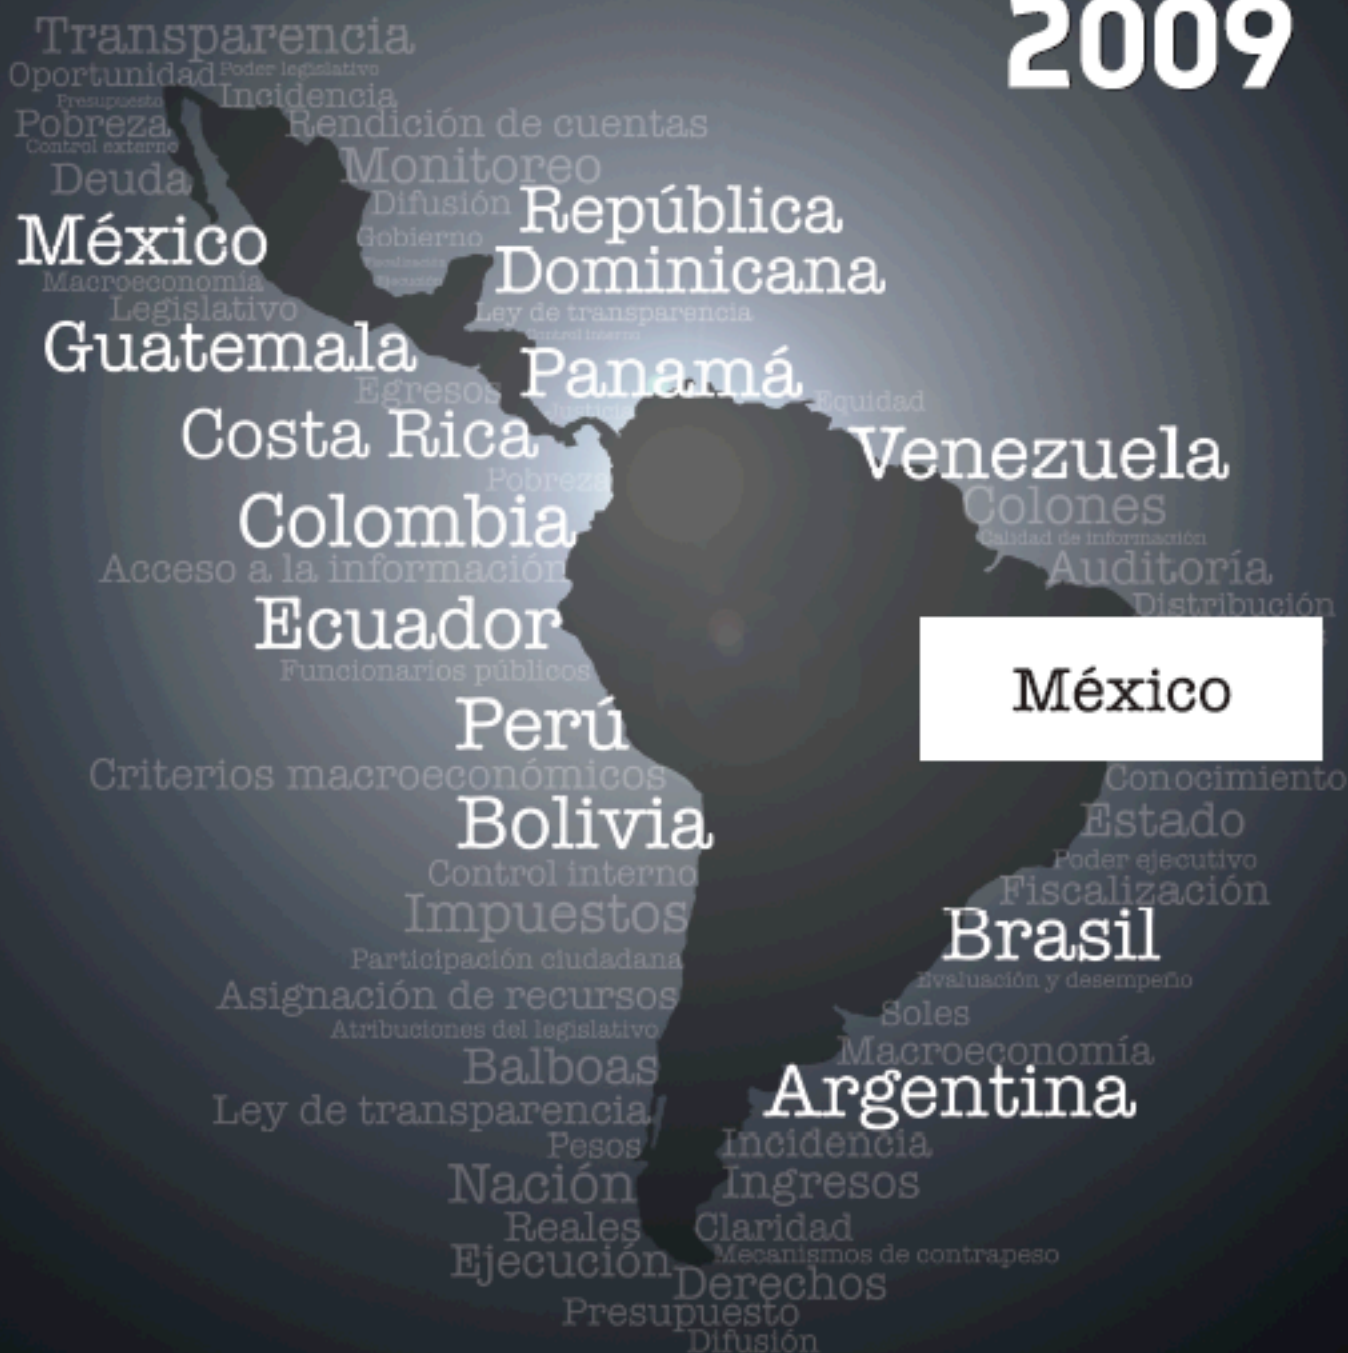 2009
Transparencia
Oportunidad Poder legislativo
Presupuesto Incidencia
Pobreza Rendición de cuentas
Control externo
Deuda Monitoreo
Difusión República
México Gobierno
Dominicana
Macroeconomía
Legislativo Ley de transparencia
Control interno
Guatemala Panamá
Egresos Equidad
Costa Rica Venezuela
Pobreza
Colombia Colones
Calidad de información
Acceso a la información Auditoría
Distribución
Ecuador
Funcionarios públicos
México
Perú
Criterios macroeconómicos Conocimiento
Bolivia Estado
Control interno Poder ejecutivo
Impuestos Fiscalización
Brasil
Participación ciudadana
Evaluación y desempeño
Asignación de recursos Soles
Atribuciones del legislativo
Balboas Macroeconomía
Argentina
Ley de transparencia
Pesos Incidencia
Nación Ingresos
Reales Claridad
Ejecución Mecanismos de contrapeso
Derechos
Presupuesto
Difusión